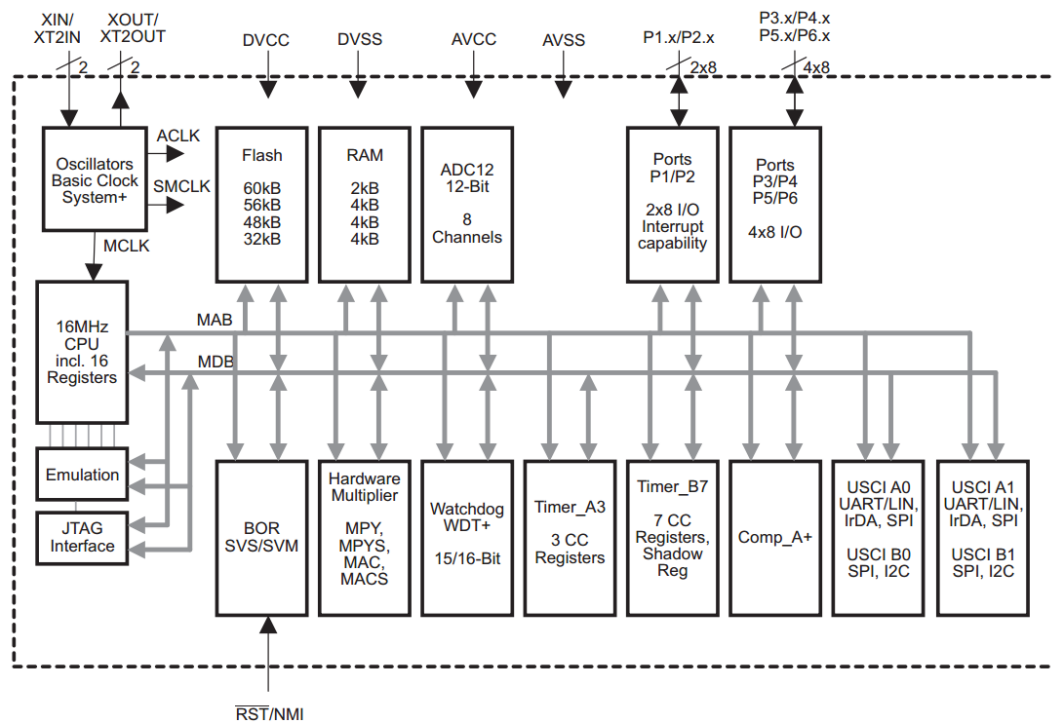 XIN/
XT2IN
XOUT/
XT2OUT
DVCC
DVSS
AVCC
AVSS
P1.x/P2.x
P3.x/P4.x
P5.x/P6.x
2
2
2x8
4x8
Oscillators
Basic Clock
System+
ACLK
SMCLK
MCLK
Flash
60kB
56kB
48kB
32kB
RAM
2kB
4kB
4kB
4kB
ADC12
12-Bit
8
Channels
Ports
P1/P2
2x8 I/O
Interrupt
capability
Ports
P3/P4
P5/P6
4x8 I/O
16MHz
CPU
incl. 16
Registers
MAB
MDB
Emulation
JTAG
Interface
BOR
SVS/SVM
Hardware
Multiplier
MPY,
MPYS,
MAC,
MACS
Watchdog
WDT+
15/16-Bit
Timer_A3
3 CC
Registers
Timer_B7
7 CC
Registers,
Shadow
Reg
Comp_A+
USCI A0
UART/LIN,
IrDA, SPI
USCI B0
SPI, I2C
USCI A1
UART/LIN,
IrDA, SPI
USCI B1
SPI, I2C
RST/NMI